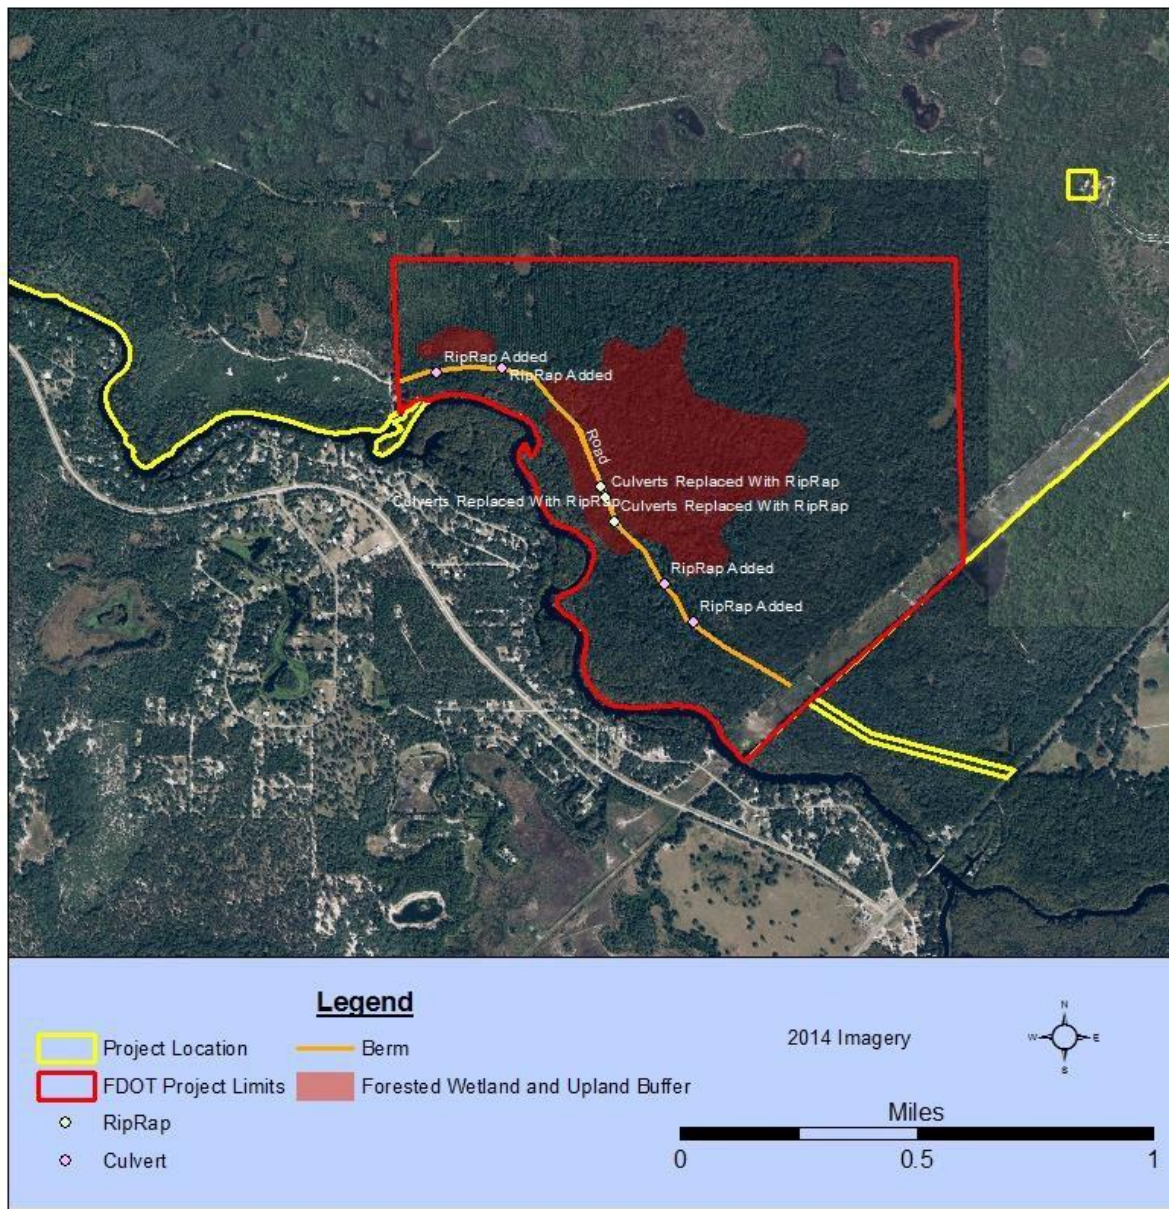 RipRap Added
RipRap Added
Road
Culverts Replaced With RipRap
Culverts Replaced With RipRap
Culverts Replaced With RipRap
RipRap Added
RipRap Added
Legend
Project Location
Berm
FDOT Project Limits
Forested Wetland and Upland Buffer
RipRap
Culvert
2014 Imagery
N
W
E
S
Miles
0
0.5
1